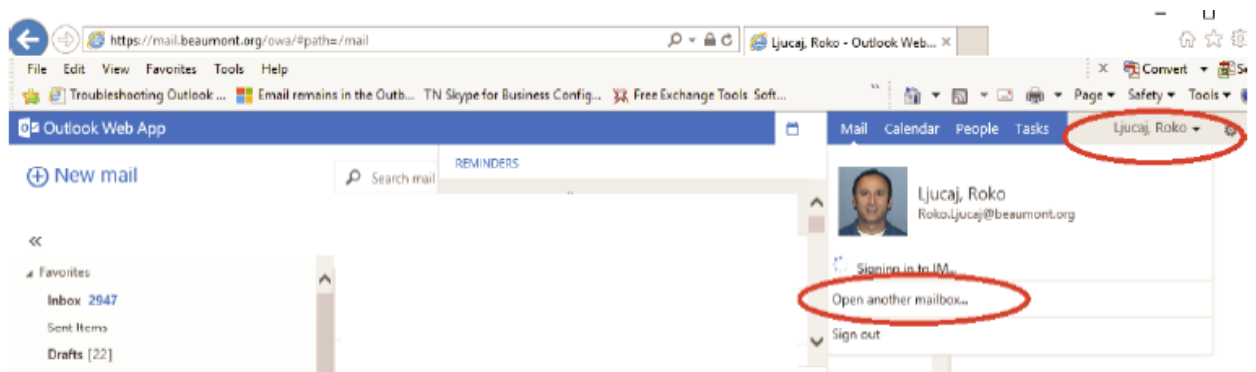 https://mail.beaumont.org/owa/#path=/mail
Ljucaj, Roko - Outlook Web... ×
File Edit View Favorites Tools Help
x Convert
Troubleshooting Outlook ... Email remains in the Outb... TN Skype for Business Config... Free Exchange Tools Soft...
Page Safety Tools
Outlook Web App
Mail Calendar People Tasks Ljucaj, Roko
New mail
Search mail
REMINDERS
Ljucaj, Roko
Roko.Ljucaj@beaumont.org
«
Favorites
Signing in to IM...
Inbox 2947
Open another mailbox...
Sent Items
Sign out
Drafts [22]